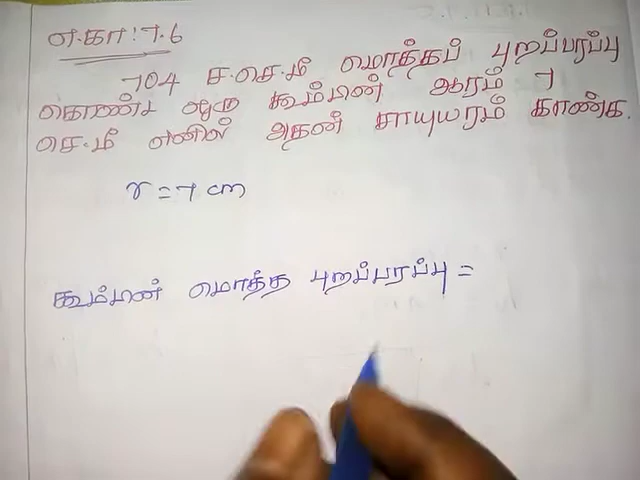 எ.கா : 7.6
704 ச.செ.மீ மொத்தப் புறப்பரப்பு
கொண்ட ஒரு கூம்பின் ஆரம் 7
செ.மீ எனில் அதன் சாயுயரம் காண்க.
r = 7 cm
கூம்பின் மொத்த புறப்பரப்பு =